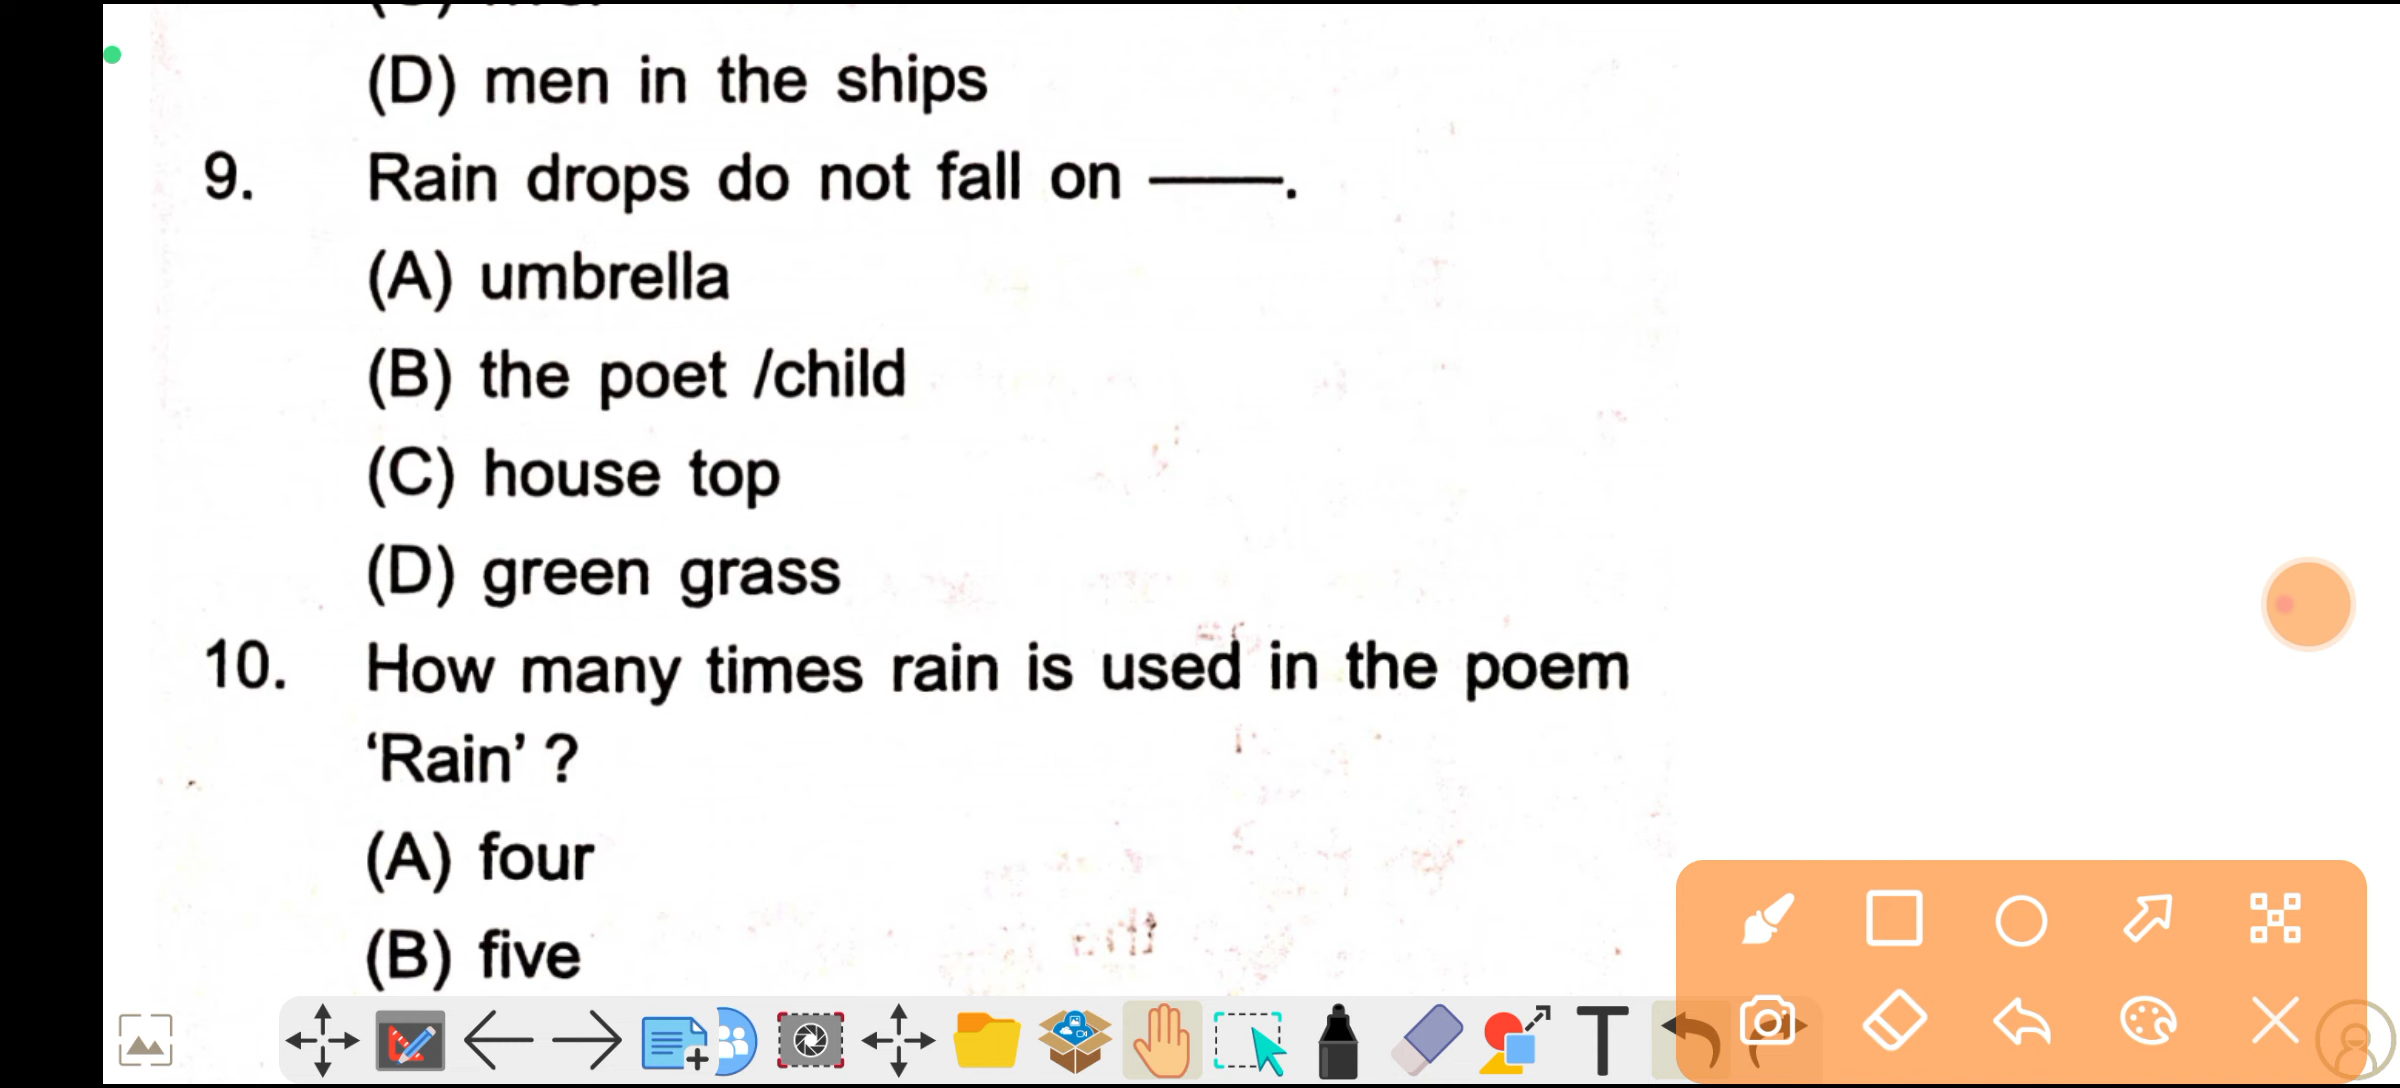 (D) men in the ships
9. Rain drops do not fall on ——.
(A) umbrella
(B) the poet /child
(C) house top
(D) green grass
10. How many times rain is used in the poem
‘Rain’ ?
(A) four
(B) five